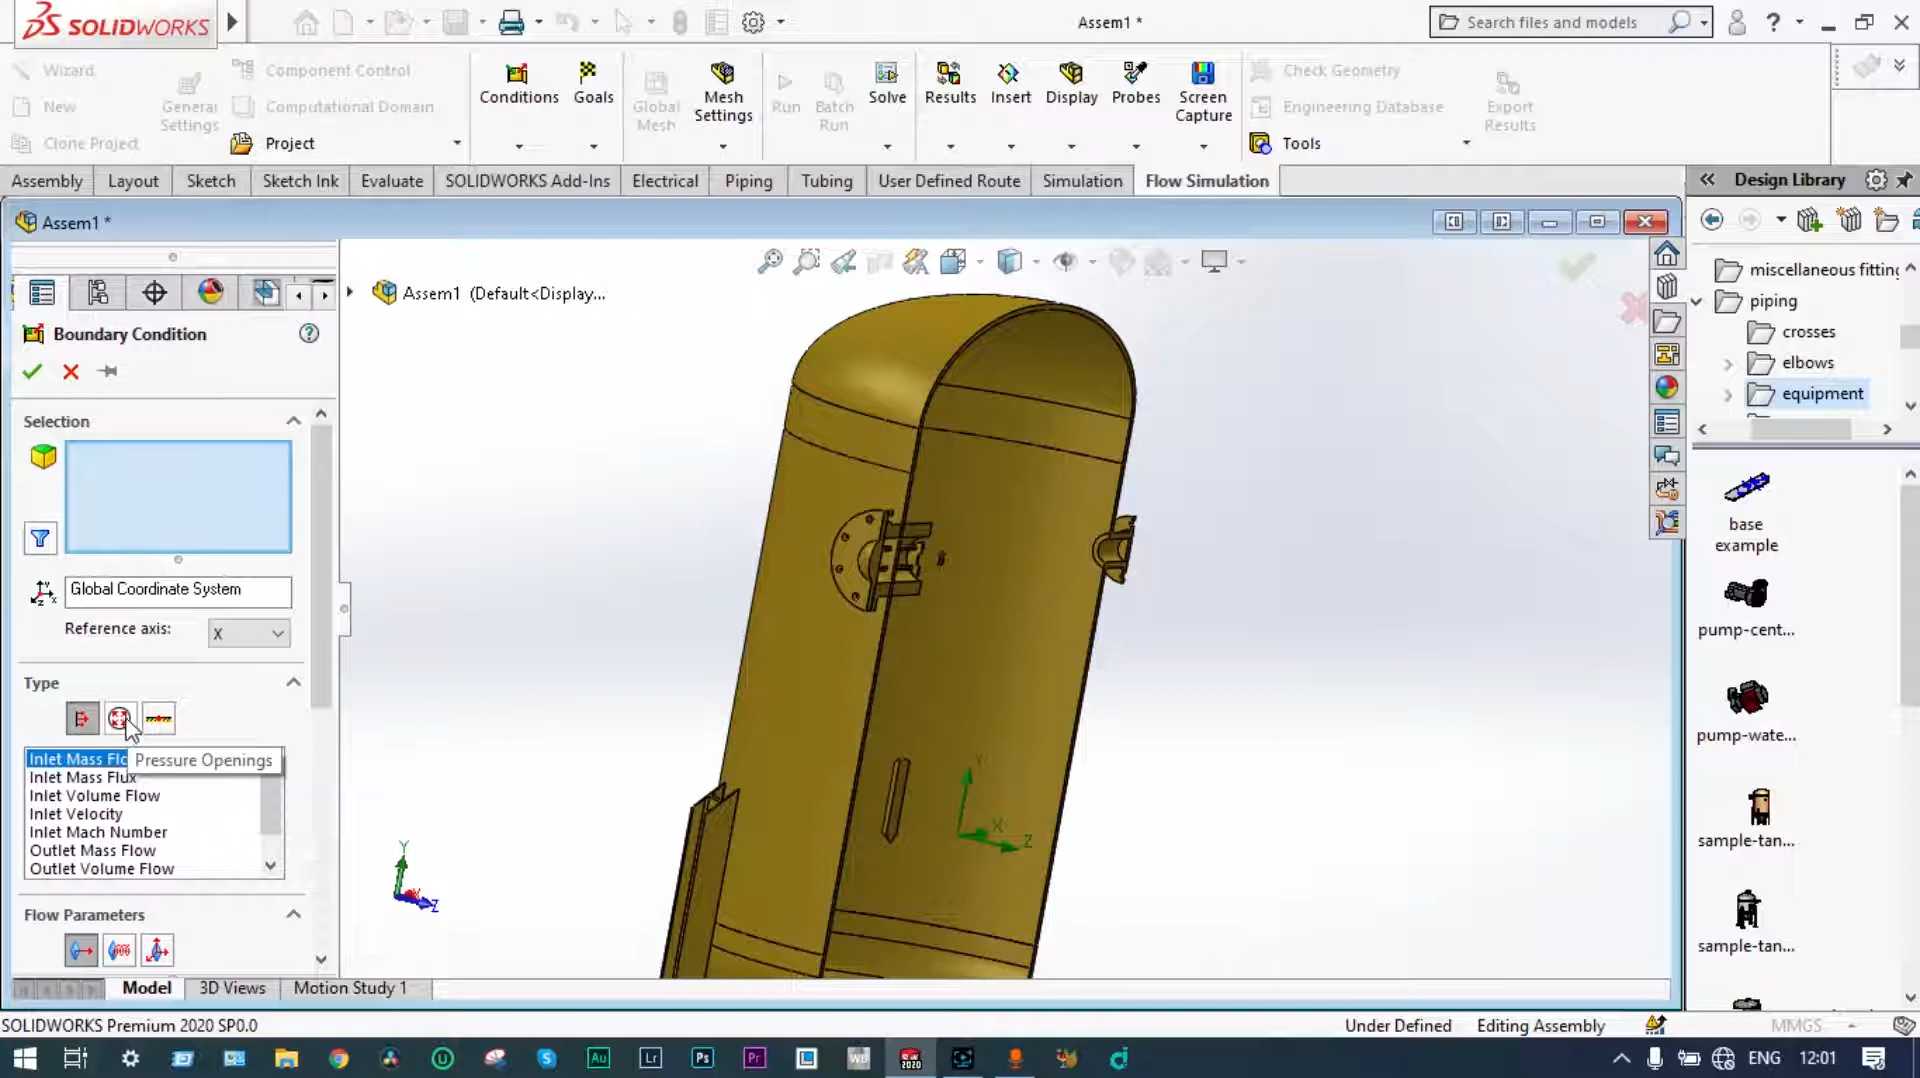 SOLIDWORKS
Assem1 *
Search files and models
Wizard
New
Clone Project
General Settings
Component Control
Computational Domain
Project
Conditions
Goals
Global Mesh
Mesh Settings
Run
Batch Run
Solve
Results
Insert
Display
Probes
Screen Capture
Check Geometry
Engineering Database
Tools
Export Results
Assembly
Layout
Sketch
Sketch Ink
Evaluate
SOLIDWORKS Add-Ins
Electrical
Piping
Tubing
User Defined Route
Simulation
Flow Simulation
Design Library
Assem1 *
Assem1 (Default<Display...
Boundary Condition
Selection
Global Coordinate System
Reference axis:
X
Type
Inlet Mass Flo
Pressure Openings
Inlet Mass Flux
Inlet Volume Flow
Inlet Velocity
Inlet Mach Number
Outlet Mass Flow
Outlet Volume Flow
Flow Parameters
Y
X
Z
Y
Z
miscellaneous fitting
piping
crosses
elbows
equipment
base example
pump-cent...
pump-wate...
sample-tan...
sample-tan...
Model
3D Views
Motion Study 1
SOLIDWORKS Premium 2020 SP0.0
Under Defined
Editing Assembly
MMGS
Au
Lr
Ps
Pr
ENG
12:01